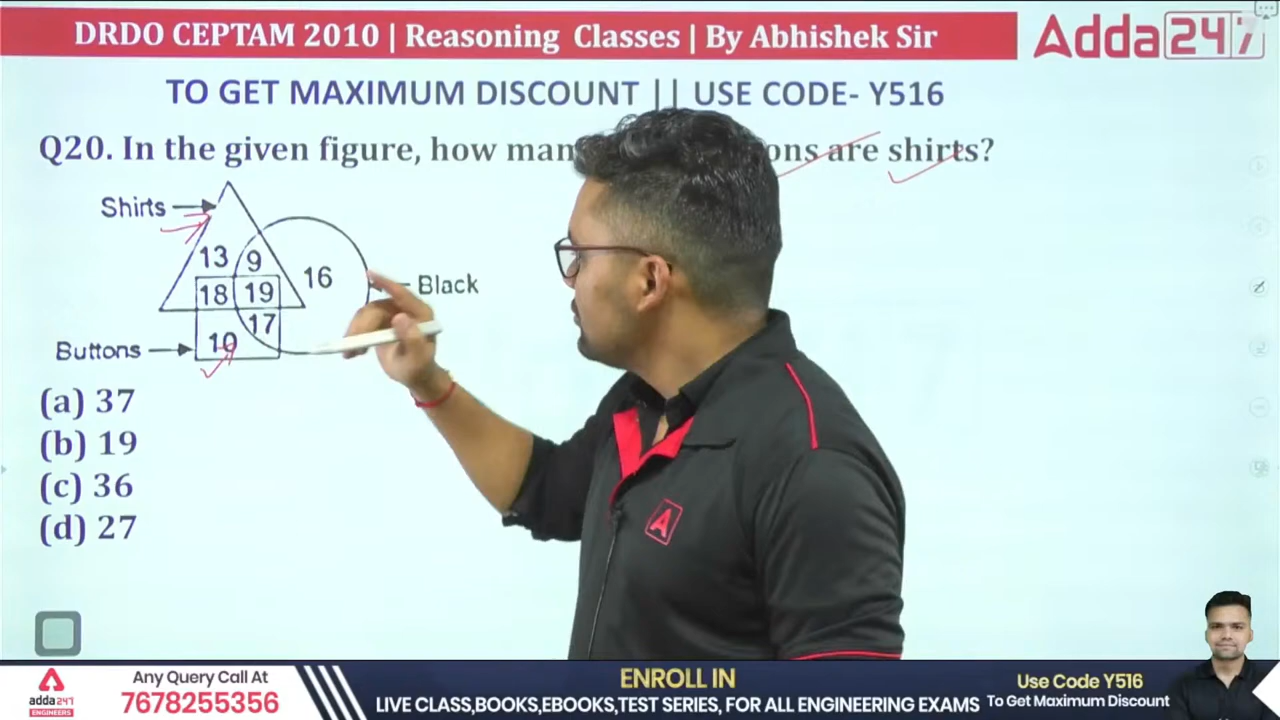 DRDO CEPTAM 2010 | Reasoning Classes | By Abhishek Sir
Adda247
TO GET MAXIMUM DISCOUNT || USE CODE- Y516
Q20. In the given figure, how man ons are shirts?
Shirts
13 9
16
Black
18 19
17
10
Buttons
(a) 37
(b) 19
(c) 36
(d) 27
A
adda247
ENGINEERS
Any Query Call At
7678255356
ENROLL IN
LIVE CLASS,BOOKS,EBOOKS,TEST SERIES, FOR ALL ENGINEERING EXAMS
Use Code Y516
To Get Maximum Discount